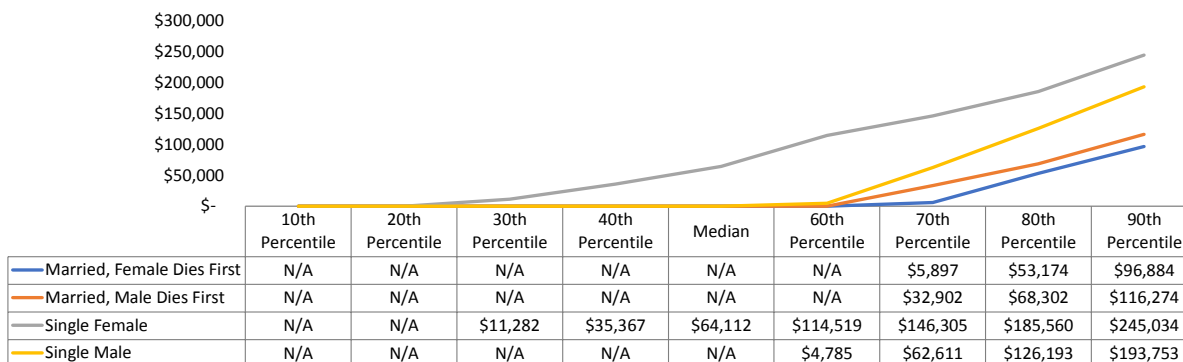 $300,000
$250,000
$200,000
$150,000
$100,000
$50,000
$-
10th Percentile 20th Percentile 30th Percentile 40th Percentile Median 60th Percentile 70th Percentile 80th Percentile 90th Percentile
Married, Female Dies First N/A N/A N/A N/A N/A N/A $5,897 $53,174 $96,884
Married, Male Dies First N/A N/A N/A N/A N/A N/A $32,902 $68,302 $116,274
Single Female N/A N/A $11,282 $35,367 $64,112 $114,519 $146,305 $185,560 $245,034
Single Male N/A N/A N/A N/A N/A $4,785 $62,611 $126,193 $193,753